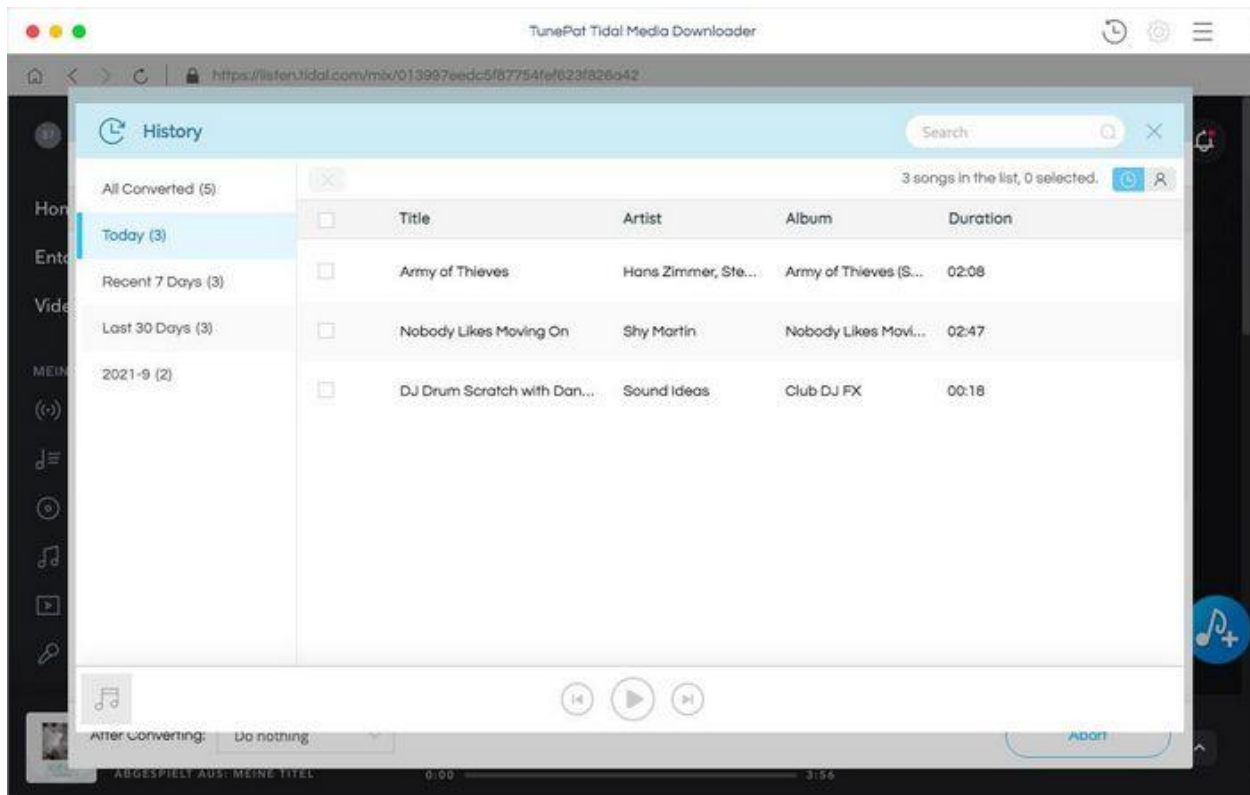 TunePat Tidal Media Downloader
https://listen.tidal.com/mix/013997eedc5f87754fef623f826a42
History
Search
All Converted (5)
3 songs in the list, 0 selected.
Hon
Today (3)
Title Artist Album Duration
Ente
Recent 7 Days (3)
Army of Thieves Hans Zimmer, Ste... Army of Thieves (S... 02:08
Vide
Last 30 Days (3)
Nobody Likes Moving On Shy Martin Nobody Likes Movi... 02:47
MEIN
2021-9 (2)
DJ Drum Scratch with Dan... Sound Ideas Club DJ FX 00:18
After Converting: Do nothing
Abort
ABGESPIELT AUS: MEINE TITEL 0:00 3:56